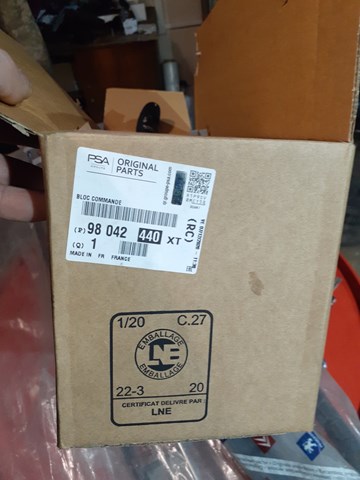 PSA
ORIGINAL
PARTS
BLOC COMMANDE
(P) 98 042 440 XT
(Q) 1
MADE IN FR FRANCE
(RC)
1/20 C.27
EMBALLAGE
LNE
EMBALLAGE
22-3 20
CERTIFICAT DELIVRE PAR
LNE